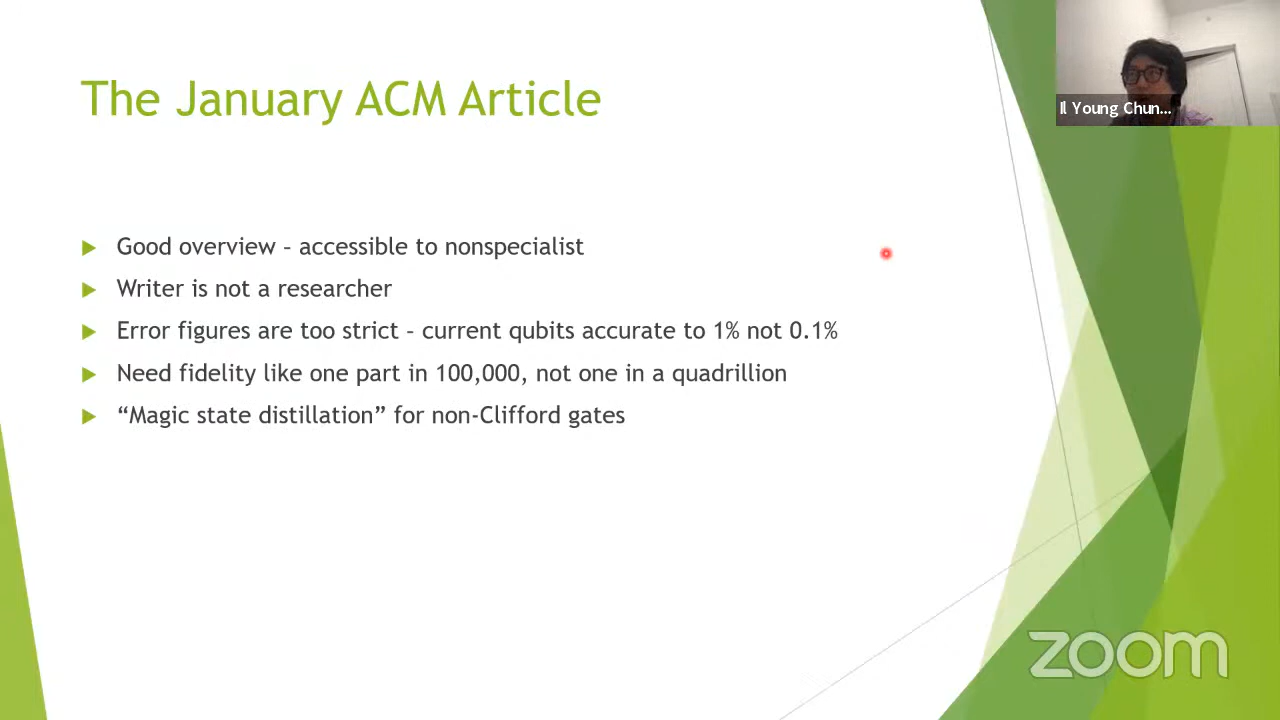 The January ACM Article
Il Young Chun...
Good overview – accessible to nonspecialist
Writer is not a researcher
Error figures are too strict – current qubits accurate to 1% not 0.1%
Need fidelity like one part in 100,000, not one in a quadrillion
“Magic state distillation” for non-Clifford gates
zoom